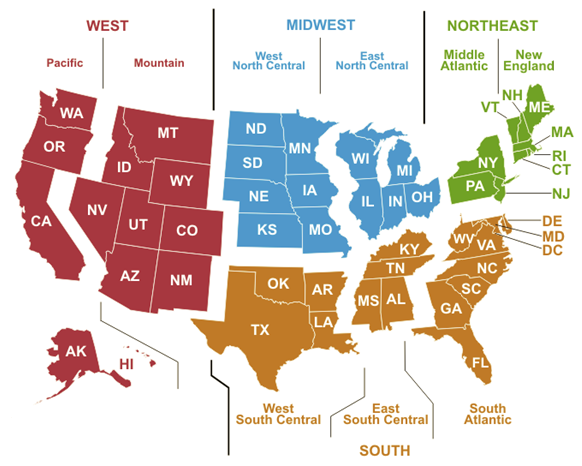 WEST
MIDWEST
NORTHEAST
Pacific
Mountain
West
North Central
East
North Central
Middle
Atlantic
New
England
WA
OR
CA
NV
ID
MT
WY
UT
CO
AZ
NM
AK
HI
ND
SD
NE
KS
MN
IA
MO
WI
IL
MI
IN
OH
NY
PA
VT
NH
ME
MA
RI
CT
NJ
OK
TX
AR
LA
KY
TN
MS
AL
WV
VA
NC
SC
GA
FL
DE
MD
DC
West
South Central
East
South Central
South
Atlantic
SOUTH